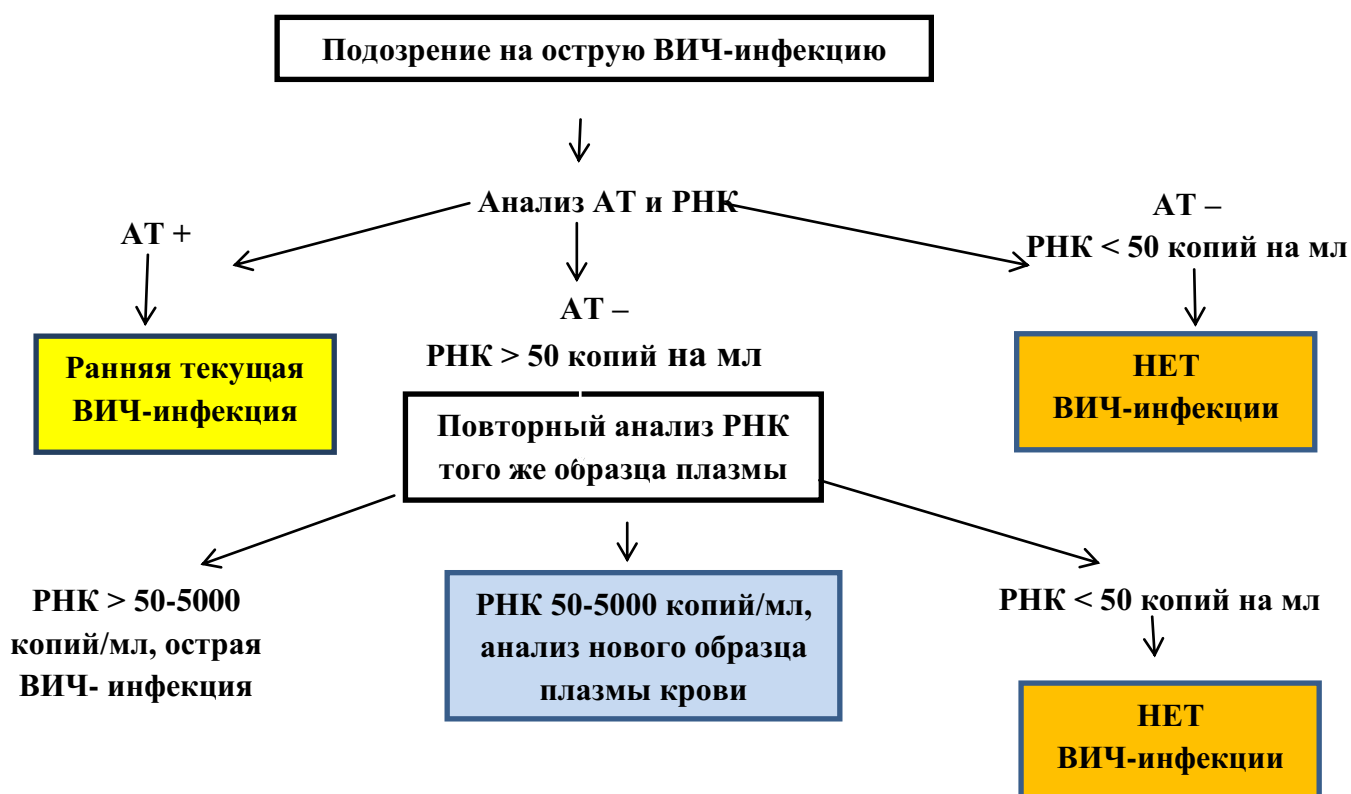 Подозрение на острую ВИЧ-инфекцию
Анализ АТ и РНК
АТ +
АТ –
РНК < 50 копий на мл
АТ –
РНК > 50 копий на мл
Ранняя текущая
ВИЧ-инфекция
НЕТ
ВИЧ-инфекции
Повторный анализ РНК
того же образца плазмы
РНК > 50-5000
копий/мл, острая
ВИЧ- инфекция
РНК 50-5000 копий/мл,
анализ нового образца
плазмы крови
РНК < 50 копий на мл
НЕТ
ВИЧ-инфекции